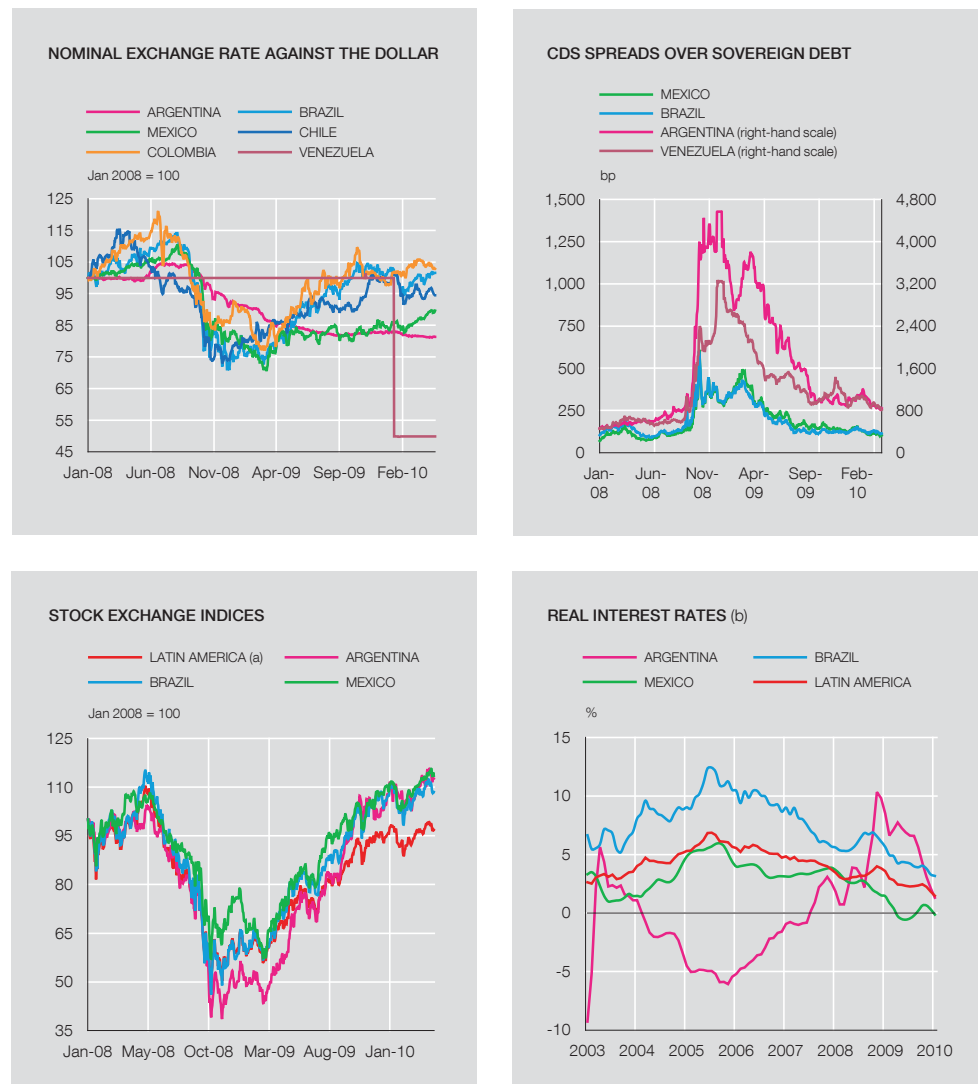 NOMINAL EXCHANGE RATE AGAINST THE DOLLAR
ARGENTINA BRAZIL
MEXICO CHILE
COLOMBIA VENEZUELA
Jan 2008 = 100
125
115
105
95
85
75
65
55
45
Jan-08 Jun-08 Nov-08 Apr-09 Sep-09 Feb-10
CDS SPREADS OVER SOVEREIGN DEBT
MEXICO
BRAZIL
ARGENTINA (right-hand scale)
VENEZUELA (right-hand scale)
bp
1,500 4,800
1,250 4,000
1,000 3,200
750 2,400
500 1,600
250 800
0 0
Jan- Jun- Nov- Apr- Sep- Feb-
08 08 08 09 09 10
STOCK EXCHANGE INDICES
LATIN AMERICA (a) ARGENTINA
BRAZIL MEXICO
Jan 2008 = 100
125
110
95
80
65
50
35
Jan-08 May-08 Oct-08 Mar-09 Aug-09 Jan-10
REAL INTEREST RATES (b)
ARGENTINA BRAZIL
MEXICO LATIN AMERICA
%
15
10
5
0
-5
-10
2003 2004 2005 2006 2007 2008 2009 2010